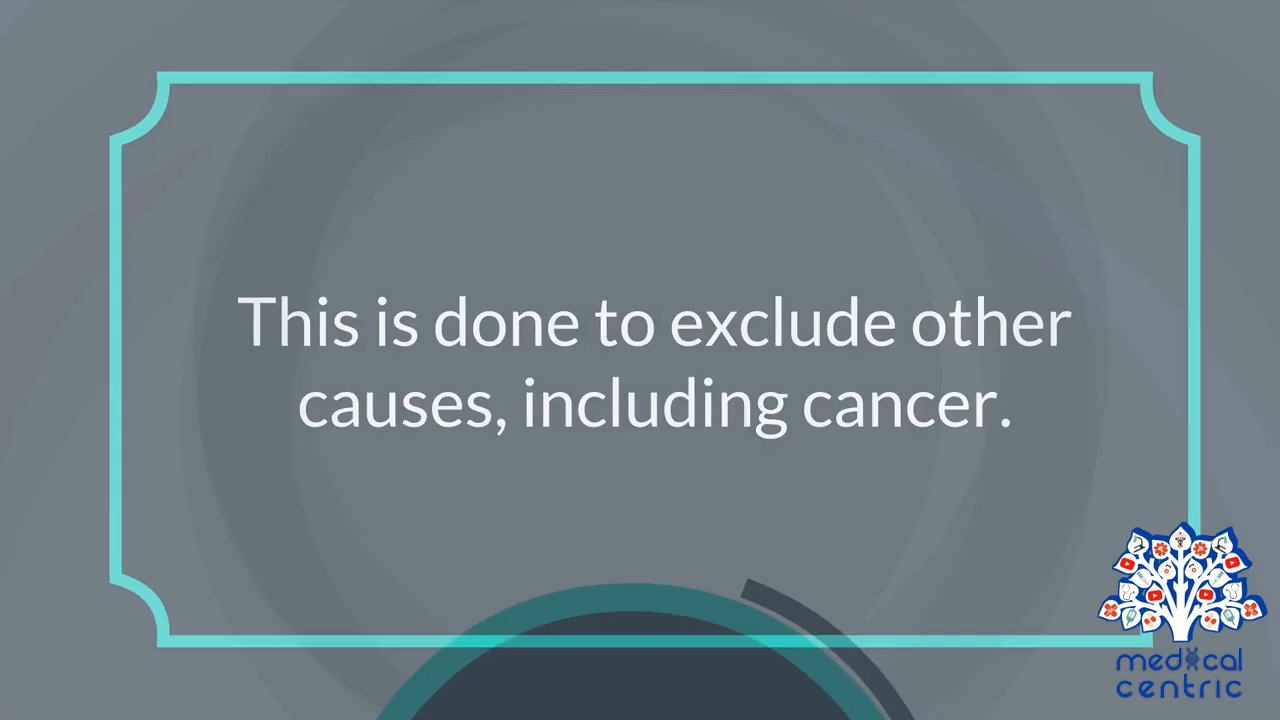 This is done to exclude other
causes, including cancer.
medical
centric